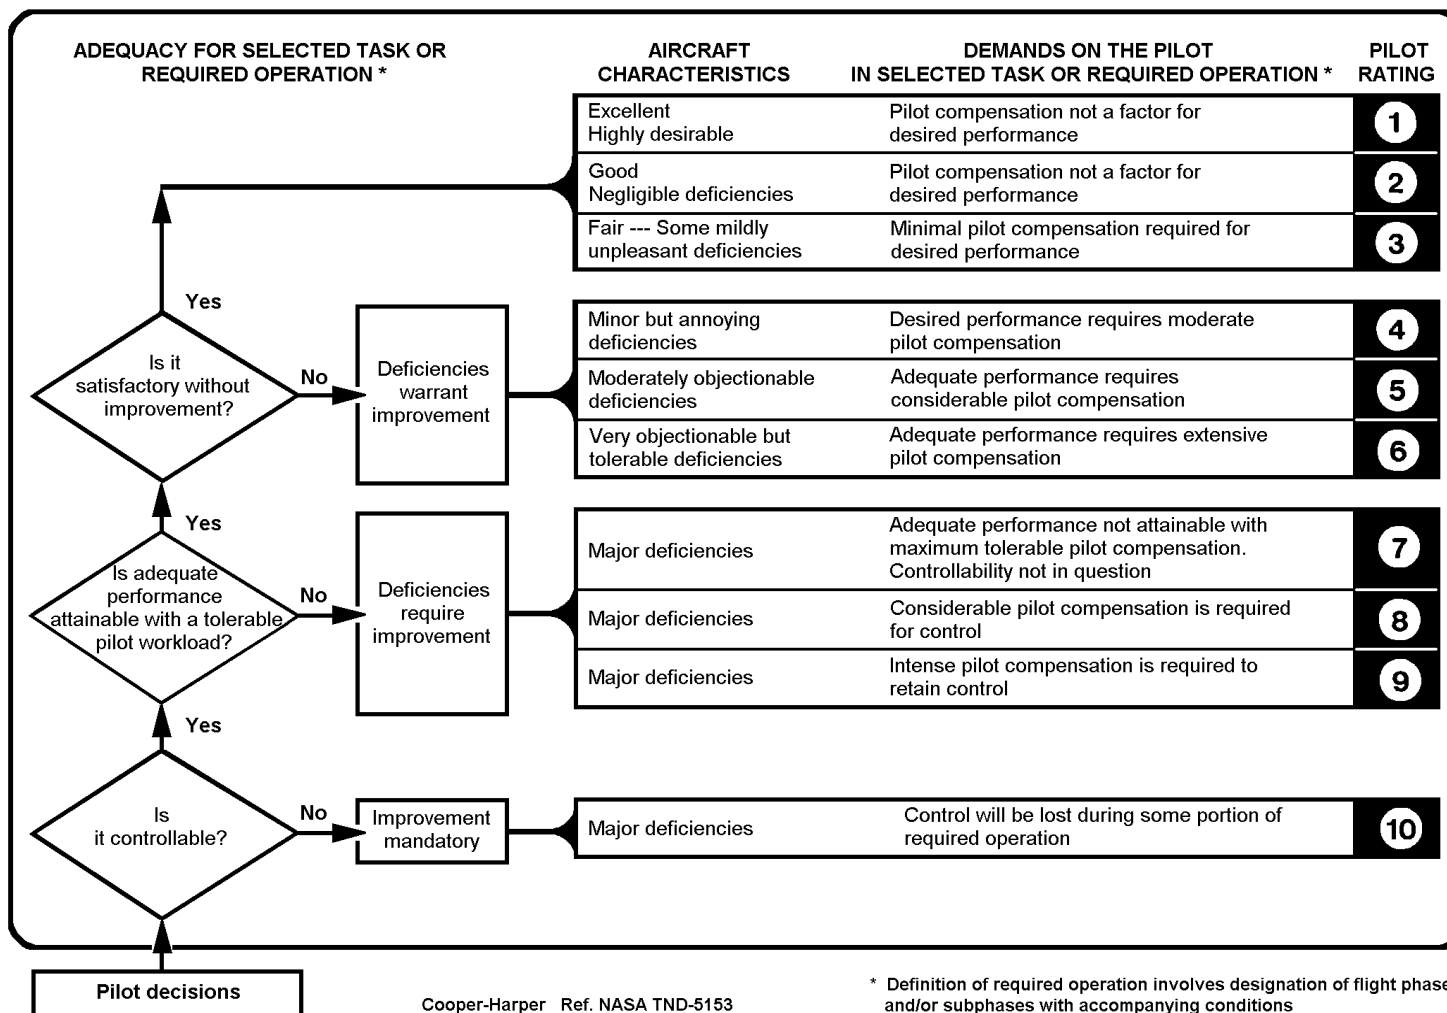 ADEQUACY FOR SELECTED TASK OR
REQUIRED OPERATION *
AIRCRAFT
CHARACTERISTICS
DEMANDS ON THE PILOT
IN SELECTED TASK OR REQUIRED OPERATION *
PILOT
RATING
Excellent
Highly desirable
Pilot compensation not a factor for
desired performance
1
Good
Negligible deficiencies
Pilot compensation not a factor for
desired performance
2
Fair --- Some mildly
unpleasant deficiencies
Minimal pilot compensation required for
desired performance
3
Yes
Is it
satisfactory without
improvement?
No
Deficiencies
warrant
improvement
Minor but annoying
deficiencies
Desired performance requires moderate
pilot compensation
4
Moderately objectionable
deficiencies
Adequate performance requires
considerable pilot compensation
5
Very objectionable but
tolerable deficiencies
Adequate performance requires extensive
pilot compensation
6
Yes
Is adequate
performance
attainable with a tolerable
pilot workload?
No
Deficiencies
require
improvement
Major deficiencies
Adequate performance not attainable with
maximum tolerable pilot compensation.
Controllability not in question
7
Major deficiencies
Considerable pilot compensation is required
for control
8
Major deficiencies
Intense pilot compensation is required to
retain control
9
Yes
Is
it controllable?
No
Improvement
mandatory
Major deficiencies
Control will be lost during some portion of
required operation
10
Pilot decisions
Cooper-Harper Ref. NASA TND-5153
* Definition of required operation involves designation of flight phase
and/or subphases with accompanying conditions